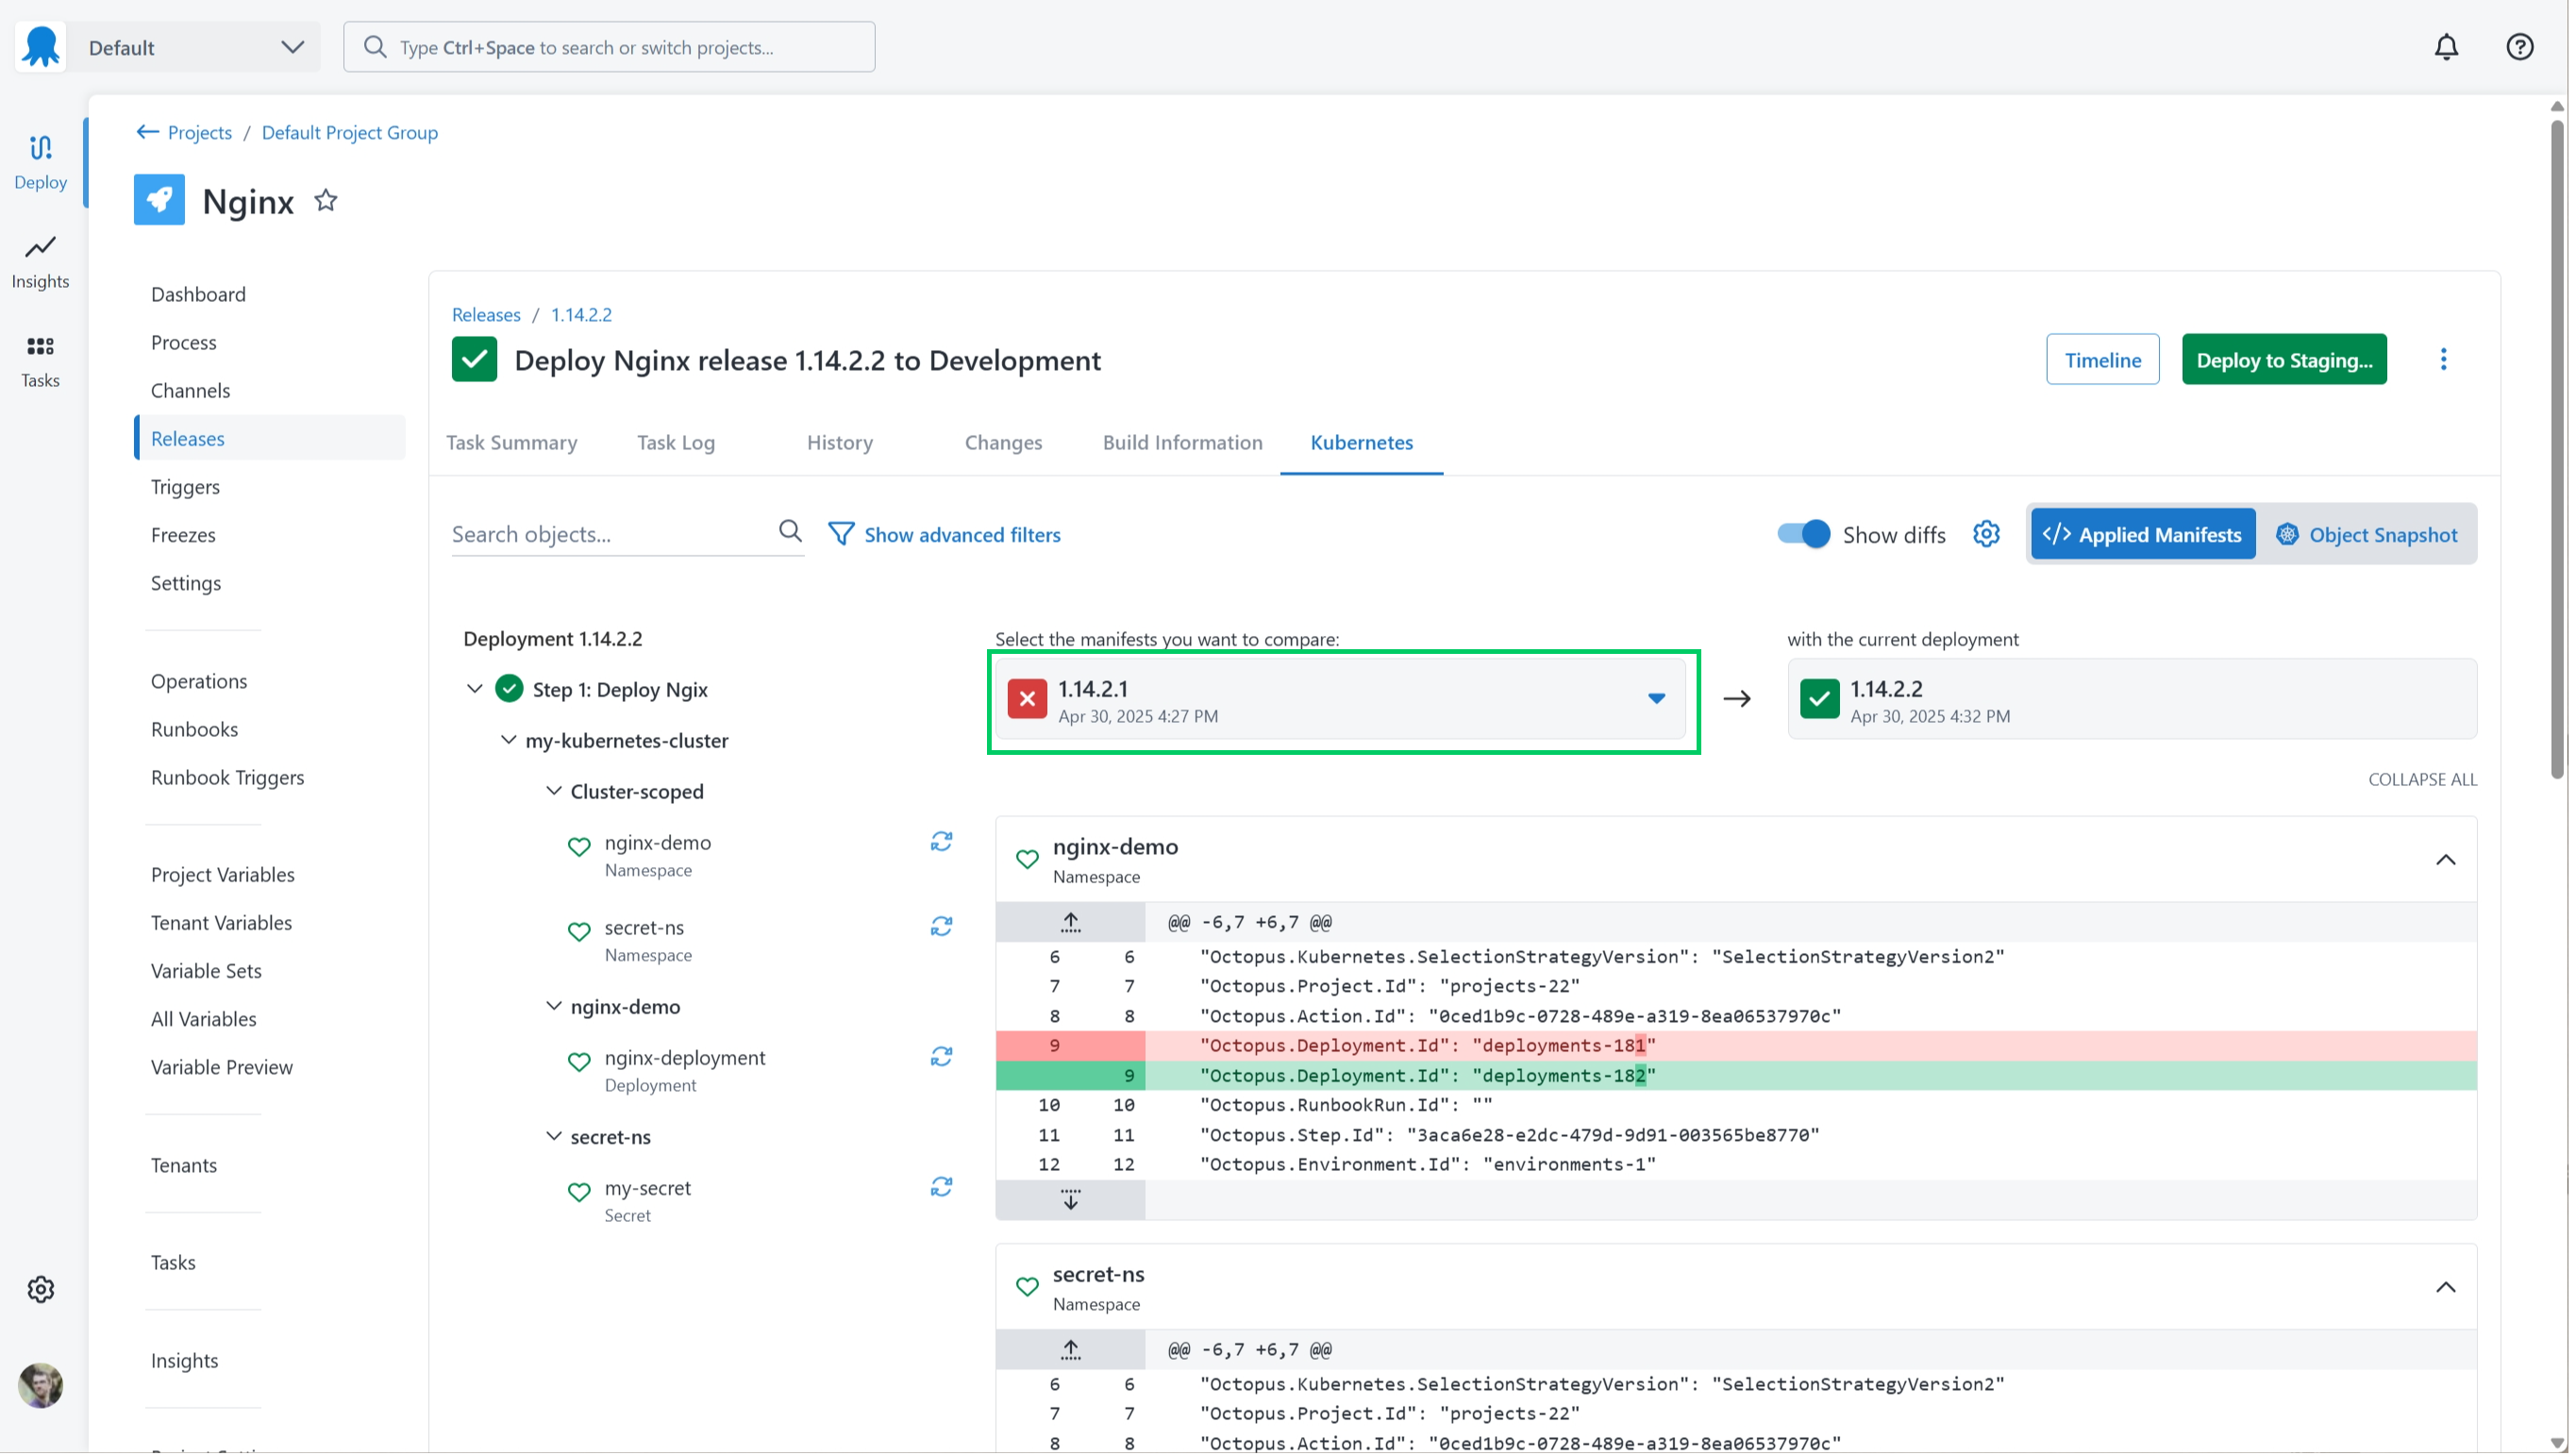 Default
Type Ctrl+Space to search or switch projects...
Deploy
Insights
Tasks
Projects / Default Project Group
Nginx
Dashboard
Process
Channels
Releases
Triggers
Freezes
Settings
Operations
Runbooks
Runbook Triggers
Project Variables
Tenant Variables
Variable Sets
All Variables
Variable Preview
Tenants
Tasks
Insights
Releases / 1.14.2.2
Deploy Nginx release 1.14.2.2 to Development
Timeline
Deploy to Staging...
Task Summary
Task Log
History
Changes
Build Information
Kubernetes
Search objects...
Show advanced filters
Show diffs
</> Applied Manifests
Object Snapshot
Deployment 1.14.2.2
Step 1: Deploy Ngix
my-kubernetes-cluster
Cluster-scoped
nginx-demo
Namespace
secret-ns
Namespace
nginx-demo
nginx-deployment
Deployment
secret-ns
my-secret
Secret
Select the manifests you want to compare:
1.14.2.1
Apr 30, 2025 4:27 PM
with the current deployment
1.14.2.2
Apr 30, 2025 4:32 PM
COLLAPSE ALL
nginx-demo
Namespace
@@ -6,7 +6,7 @@
6 6 "Octopus.Kubernetes.SelectionStrategyVersion": "SelectionStrategyVersion2"
7 7 "Octopus.Project.Id": "projects-22"
8 8 "Octopus.Action.Id": "0ced1b9c-0728-489e-a319-8ea06537970c"
9 "Octopus.Deployment.Id": "deployments-181"
9 "Octopus.Deployment.Id": "deployments-182"
10 10 "Octopus.RunbookRun.Id": ""
11 11 "Octopus.Step.Id": "3aca6e28-e2dc-479d-9d91-003565be8770"
12 12 "Octopus.Environment.Id": "environments-1"
secret-ns
Namespace
@@ -6,7 +6,7 @@
6 6 "Octopus.Kubernetes.SelectionStrategyVersion": "SelectionStrategyVersion2"
7 7 "Octopus.Project.Id": "projects-22"
8 8 "Octopus.Action.Id": "0ced1b9c-0728-489e-a319-8ea06537970c"